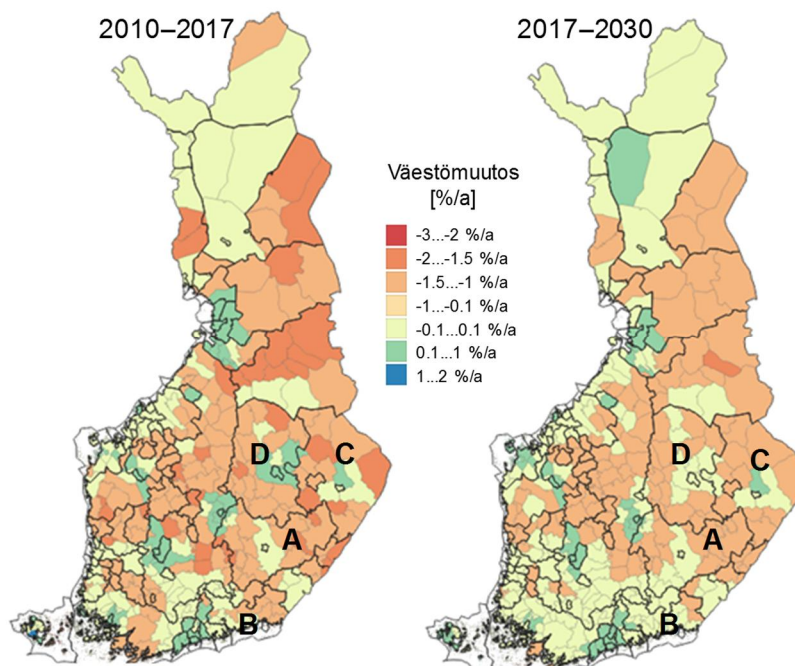 2010–2017
2017–2030
Väestömuutos
[%/a]
-3...-2 %/a
-2...-1.5 %/a
-1.5...-1 %/a
-1...-0.1 %/a
-0.1...0.1 %/a
0.1...1 %/a
1...2 %/a
D
C
A
B
D
C
A
B